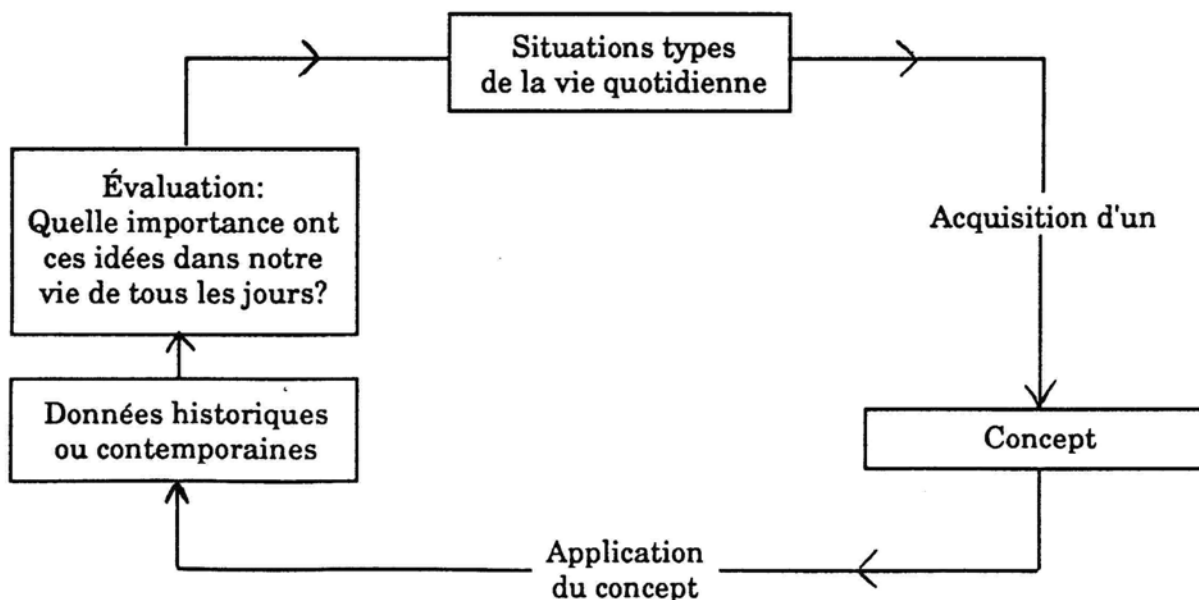 Situations types
de la vie quotidienne
Acquisition d'un
Concept
Application
du concept
Données historiques
ou contemporaines
Évaluation:
Quelle importance ont
ces idées dans notre
vie de tous les jours?